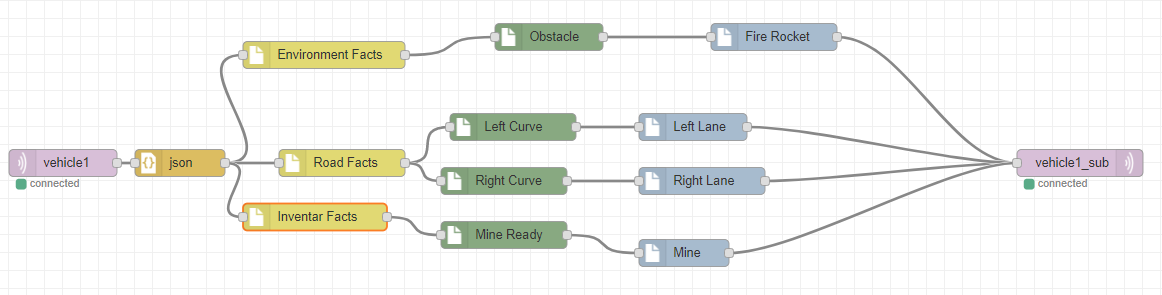 Obstacle
Fire Rocket
Environment Facts
Left Curve
Left Lane
vehicle1
{} json
Road Facts
vehicle1_sub
connected
connected
Right Curve
Right Lane
Inventar Facts
Mine Ready
Mine